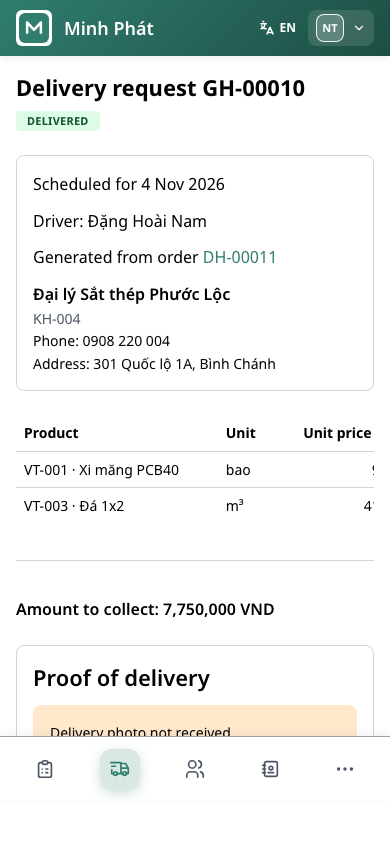 Minh Phát
EN
NT
Delivery request GH-00010
DELIVERED
Scheduled for 4 Nov 2026
Driver: Đặng Hoài Nam
Generated from order DH-00011
Đại lý Sắt thép Phước Lộc
KH-004
Phone: 0908 220 004
Address: 301 Quốc lộ 1A, Bình Chánh
Product Unit Unit price
VT-001 · Xi măng PCB40 bao
VT-003 · Đá 1x2 m³
Amount to collect: 7,750,000 VND
Proof of delivery
Delivery photo not received